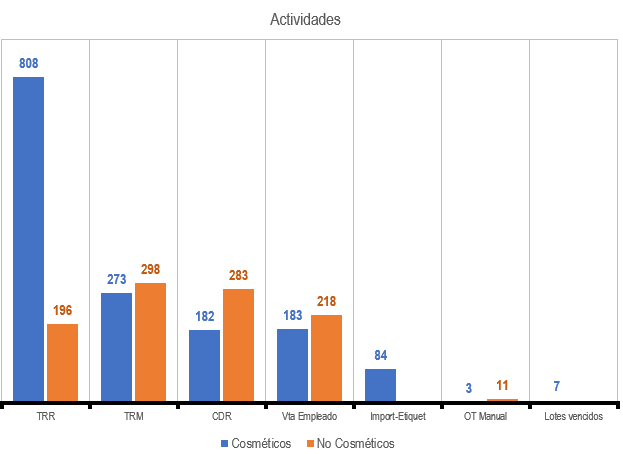 Actividades
808
196
273
298
182
283
183
218
84
3
11
7
TRR
TRM
CDR
Vta Empleado
Import-Etiquet
OT Manual
Lotes vencidos
Cosméticos
No Cosméticos